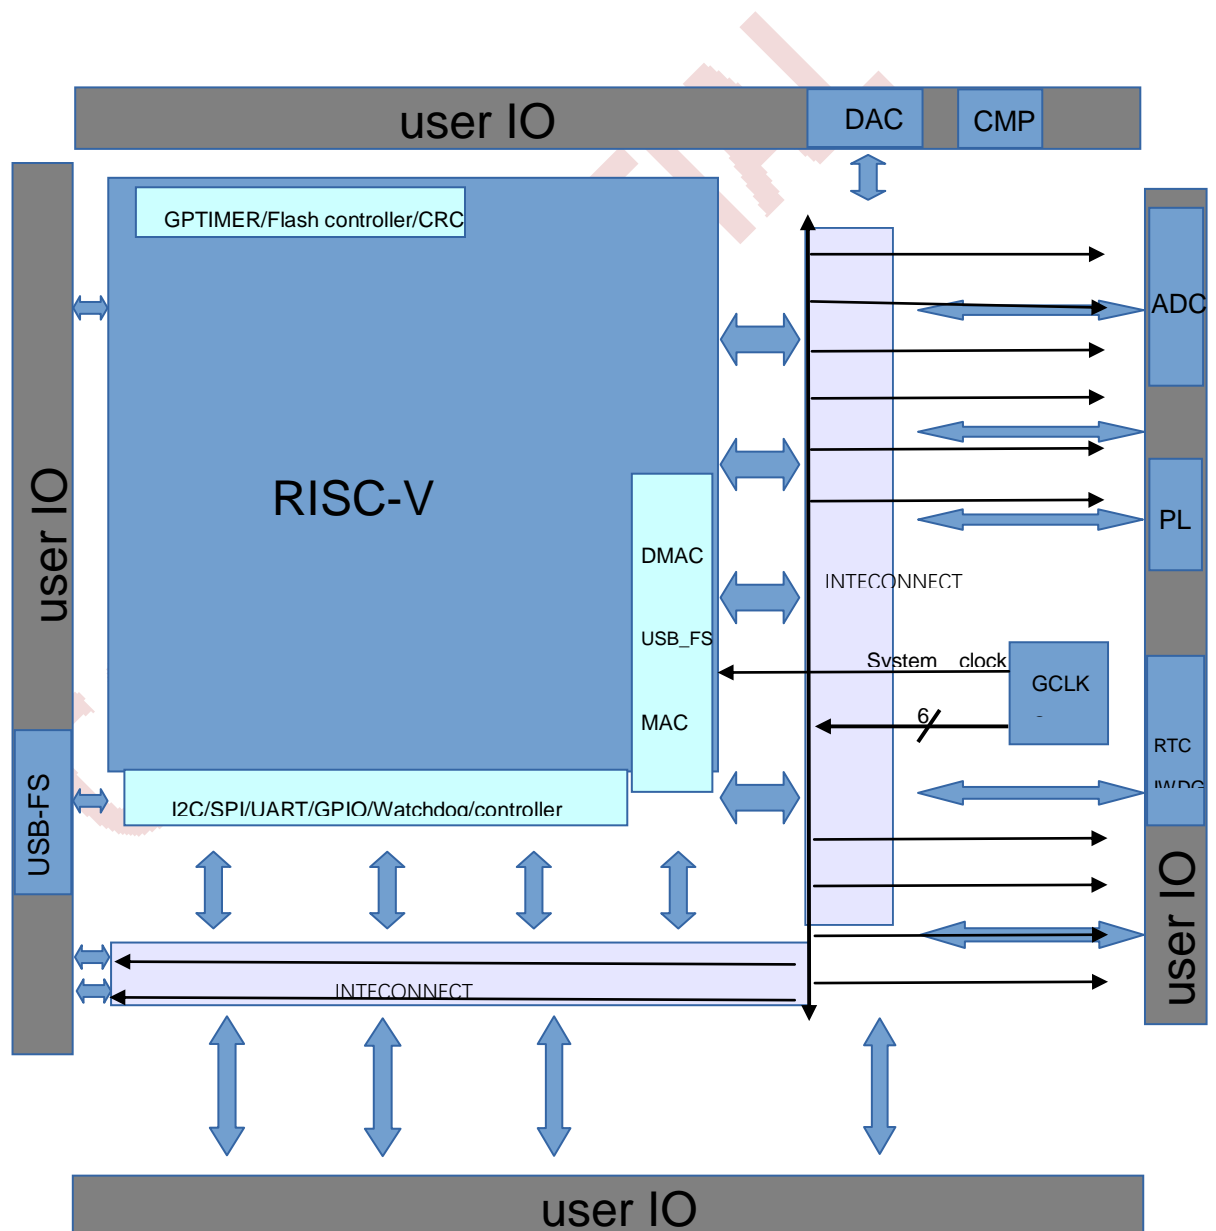 user IO
DAC
CMP
GPTIMER/Flash controller/CRC
ADC
RISC-V
user IO
PL
DMAC
INTECONNECT
USB_FS
System clock
GCLK
MAC
6
RTC
IWDG
USB-FS
I2C/SPI/UART/GPIO/Watchdog/controller
user IO
INTECONNECT
user IO